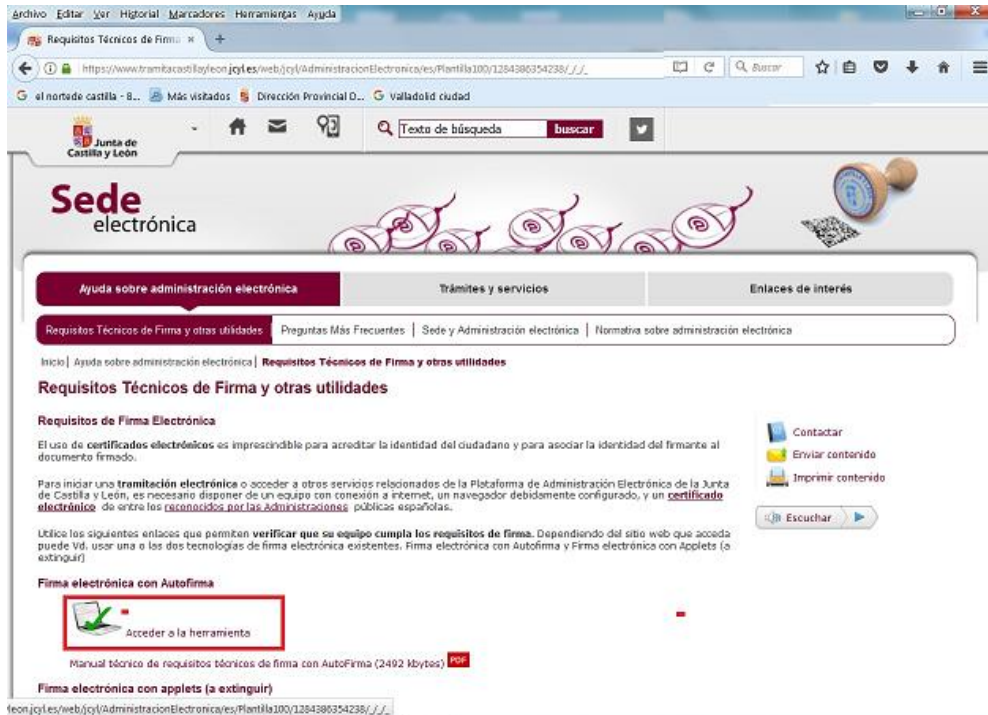 Archivo Editar Ver Historial Marcadores Herramientas Ayuda
Requisitos Técnicos de Firma × +
https://www.tramitacastillayleon.jcyl.es/web/jcyl/AdministracionElectronica/es/Plantilla100/1284386354238/_/_/_
Buscar
el nortede castilla - B... Más visitados Dirección Provincial D... Valladolid ciudad
Junta de
Castilla y León
Texto de búsqueda buscar
Sede
electrónica
Ayuda sobre administración electrónica Trámites y servicios Enlaces de interés
Requisitos Técnicos de Firma y otras utilidades Preguntas Más Frecuentes Sede y Administración electrónica Normativa sobre administración electrónica
Inicio| Ayuda sobre administración electrónica| Requisitos Técnicos de Firma y otras utilidades
Requisitos Técnicos de Firma y otras utilidades
Requisitos de Firma Electrónica
El uso de certificados electrónicos es imprescindible para acreditar la identidad del ciudadano y para asociar la identidad del firmante al
documento firmado.
Para iniciar una tramitación electrónica o acceder a otros servicios relacionados de la Plataforma de Administración Electrónica de la Junta
de Castilla y León, es necesario disponer de un equipo con conexión a internet, un navegador debidamente configurado, y un certificado
electrónico de entre los reconocidos por las Administraciones públicas españolas.
Utilice los siguientes enlaces que permiten verificar que su equipo cumpla los requisitos de firma. Dependiendo del sitio web que acceda
puede Vd. usar una o las dos tecnologías de firma electrónica existentes. Firma electrónica con Autofirma y Firma electrónica con Applets (a
extinguir)
Contactar
Enviar contenido
Imprimir contenido
Escuchar
Firma electrónica con Autofirma
Acceder a la herramienta
Manual técnico de requisitos técnicos de firma con AutoFirma (2492 kbytes) PDF
Firma electrónica con applets (a extinguir)
leon.jcyl.es/web/jcyl/AdministracionElectronica/es/Plantilla100/1284386354238/_/_/_